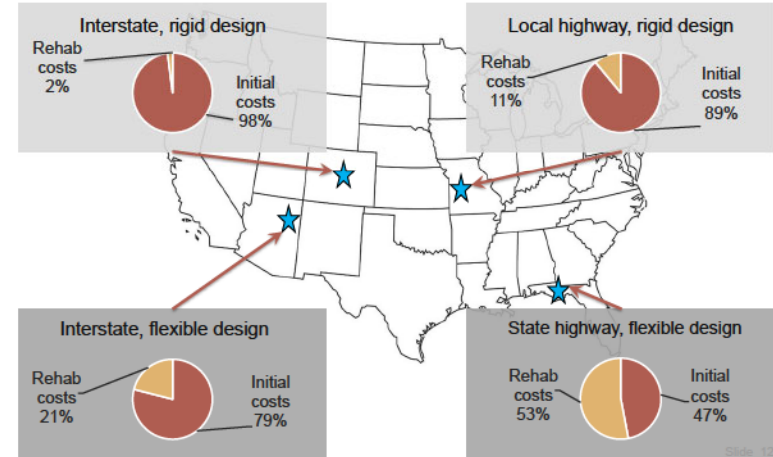 Interstate, rigid design
Rehab
costs
2%
Initial
costs
98%
Local highway, rigid design
Rehab
costs
11%
Initial
costs
89%
Interstate, flexible design
Rehab
costs
21%
Initial
costs
79%
State highway, flexible design
Rehab
costs
53%
Initial
costs
47%
Slide 12